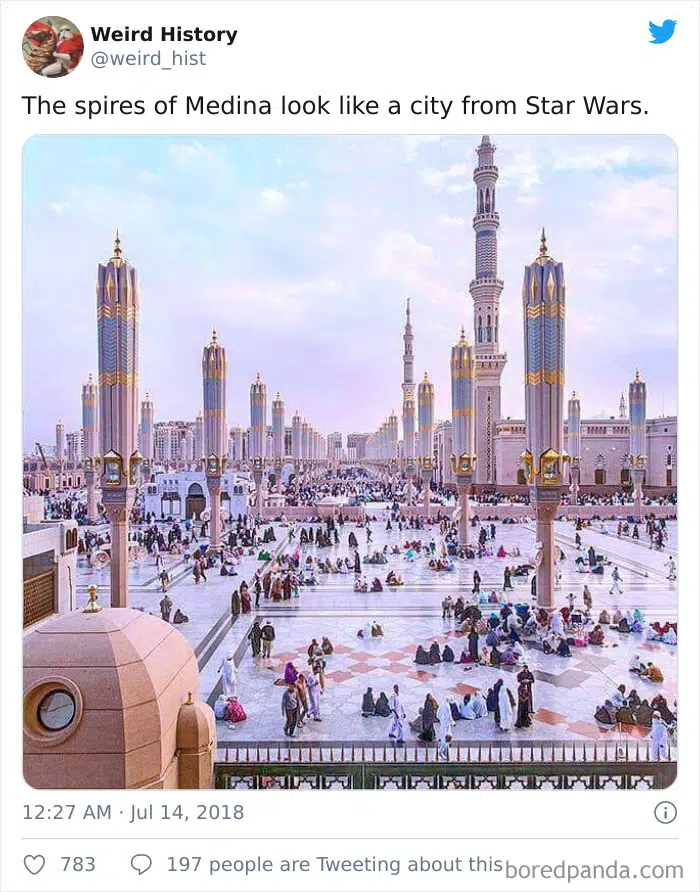 Weird History
@weird_hist
The spires of Medina look like a city from Star Wars.
12:27 AM · Jul 14, 2018
783
197 people are Tweeting about this
boredpanda.com